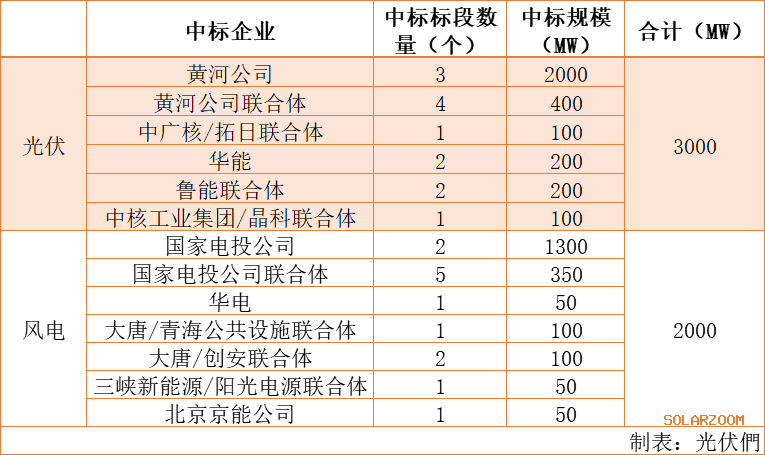 中标企业 中标标段数量（个） 中标规模（MW） 合计（MW）
光伏 黄河公司 3 2000 3000
黄河公司联合体 4 400
中广核/拓日联合体 1 100
华能 2 200
鲁能联合体 2 200
中核工业集团/晶科联合体 1 100
风电 国家电投公司 2 1300 2000
国家电投公司联合体 5 350
华电 1 50
大唐/青海公共设施联合体 1 100
大唐/创安联合体 2 100
三峡新能源/阳光电源联合体 1 50
北京京能公司 1 50
SOLARZOOM
制表：光伏們